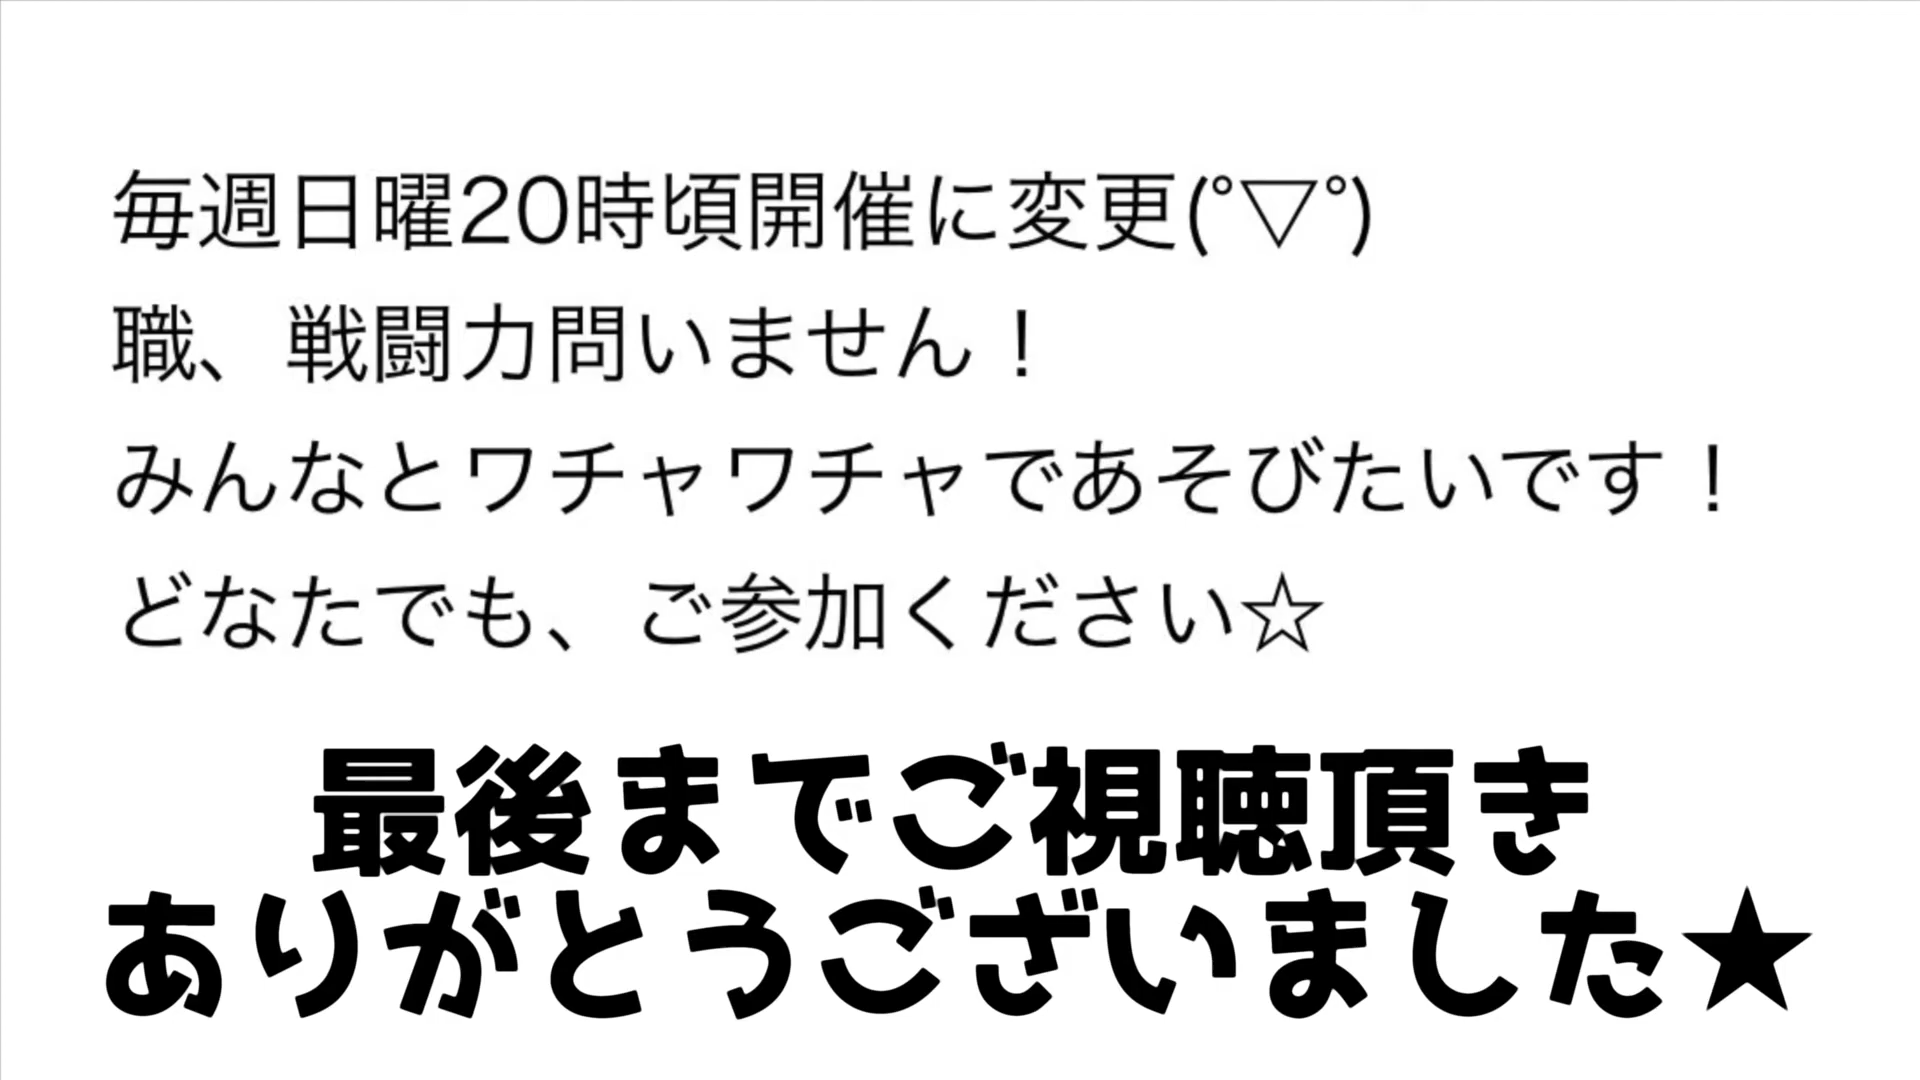 毎週日曜20時頃開催に変更(°▽°)
職、戦闘力問いません！
みんなとワチャワチャであそびたいです！
どなたでも、ご参加ください☆
最後までご視聴頂き
ありがとうございました★